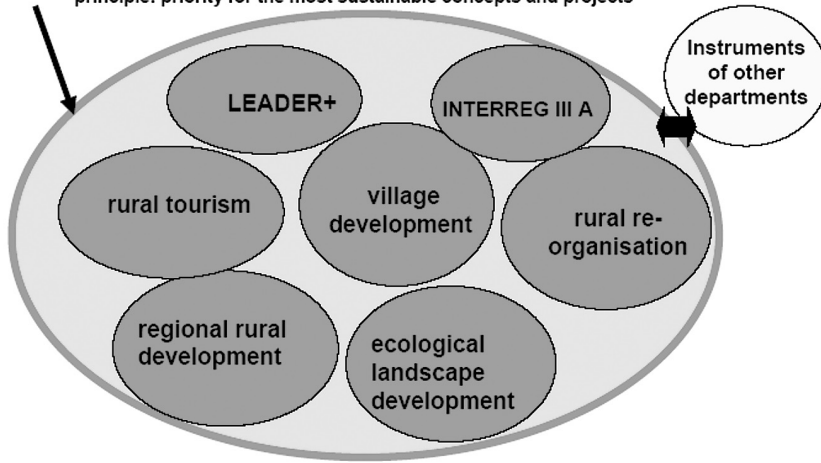 principle: priority for the most sustainable concepts and projects
Instruments
of other
departments
LEADER+
INTERREG III A
rural tourism
village
development
rural re-
organisation
regional rural
development
ecological
landscape
development